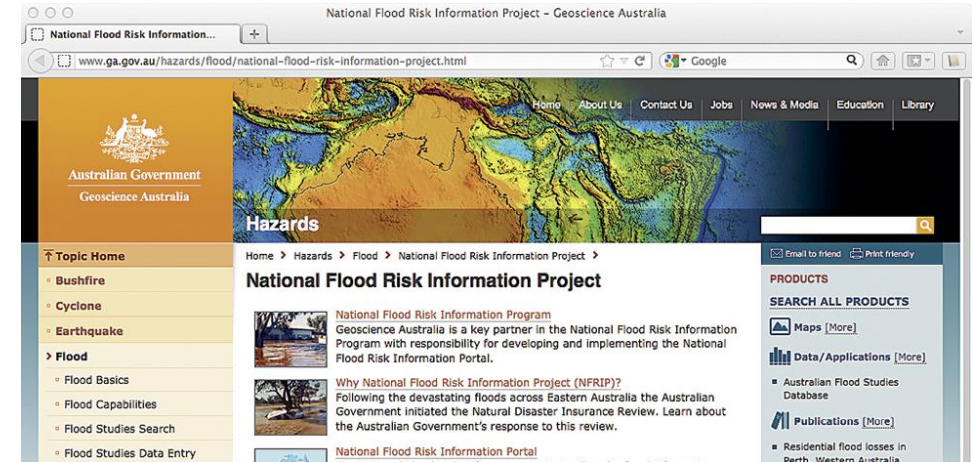 National Flood Risk Information Project – Geoscience Australia
National Flood Risk Information...
www.ga.gov.au/hazards/flood/national-flood-risk-information-project.html
Google
Home About Us Contact Us Jobs News & Media Education Library
Australian Government
Geoscience Australia
Hazards
Topic Home
Bushfire
Cyclone
Earthquake
Flood
Flood Basics
Flood Capabilities
Flood Studies Search
Flood Studies Data Entry
Home > Hazards > Flood > National Flood Risk Information Project >
National Flood Risk Information Project
National Flood Risk Information Program
Geoscience Australia is a key partner in the National Flood Risk Information
Program with responsibility for developing and implementing the National
Flood Risk Information Portal.
Why National Flood Risk Information Project (NFRIP)?
Following the devastating floods across Eastern Australia the Australian
Government initiated the Natural Disaster Insurance Review. Learn about
the Australian Government's response to this review.
National Flood Risk Information Portal
Email to friend Print friendly
PRODUCTS
SEARCH ALL PRODUCTS
Maps [More]
Data/Applications [More]
Australian Flood Studies
Database
Publications [More]
Residential flood losses in
Perth, Western Australia